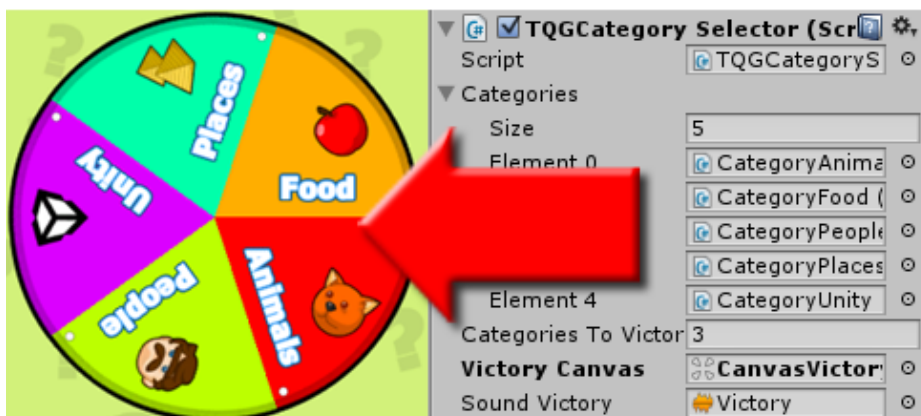 Places
Unity
Food
People
Animals
TQGCategory Selector (Scr
Script TQGCategoryS
Categories
Size 5
Element 0 CategoryAnima
CategoryFood (
CategoryPeople
CategoryPlaces
Element 4 CategoryUnity
Categories To Victor 3
Victory Canvas CanvasVictory
Sound Victory Victory